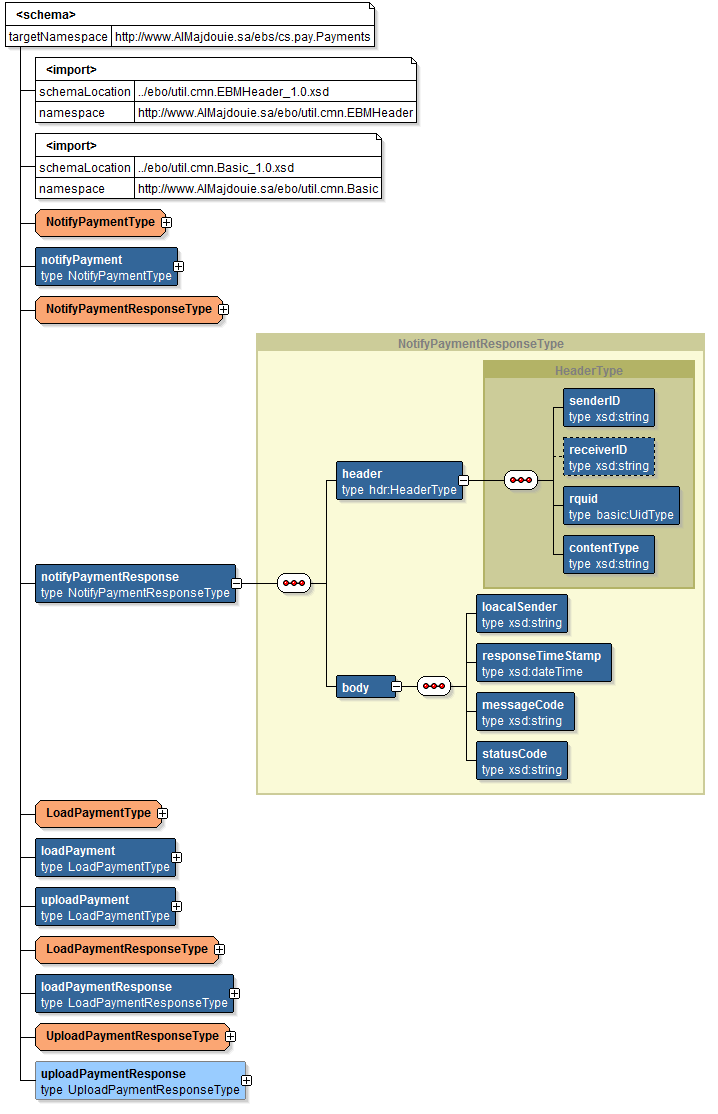 <schema>
targetNamespace http://www.AlMajdouie.sa/ebs/cs.pay.Payments
<import>
schemaLocation ../ebo/util.cmn.EBMHeader_1.0.xsd
namespace http://www.AlMajdouie.sa/ebo/util.cmn.EBMHeader
<import>
schemaLocation ../ebo/util.cmn.Basic_1.0.xsd
namespace http://www.AlMajdouie.sa/ebo/util.cmn.Basic
NotifyPaymentType
notifyPayment
type NotifyPaymentType
NotifyPaymentResponseType
NotifyPaymentResponseType
HeaderType
senderID
type xsd:string
receiverID
type xsd:string
header
type hdr:HeaderType
rquid
type basic:UidType
contentType
type xsd:string
notifyPaymentResponse
type NotifyPaymentResponseType
loacalSender
type xsd:string
responseTimeStamp
type xsd:dateTime
body
messageCode
type xsd:string
statusCode
type xsd:string
LoadPaymentType
loadPayment
type LoadPaymentType
uploadPayment
type LoadPaymentType
LoadPaymentResponseType
loadPaymentResponse
type LoadPaymentResponseType
UploadPaymentResponseType
uploadPaymentResponse
type UploadPaymentResponseType